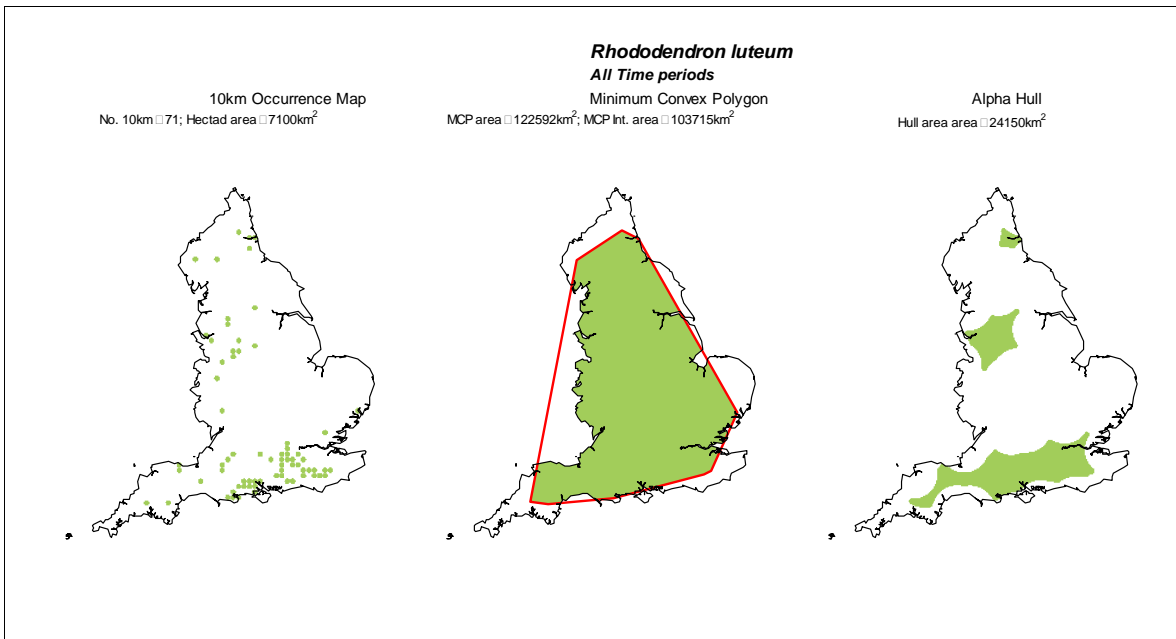 Rhododendron luteum
All Time periods
10km Occurrence Map
No. 10km □71; Hectad area □7100km²
Minimum Convex Polygon
MCP area □122592km²; MCP Int. area □103715km²
Alpha Hull
Hull area area □24150km²